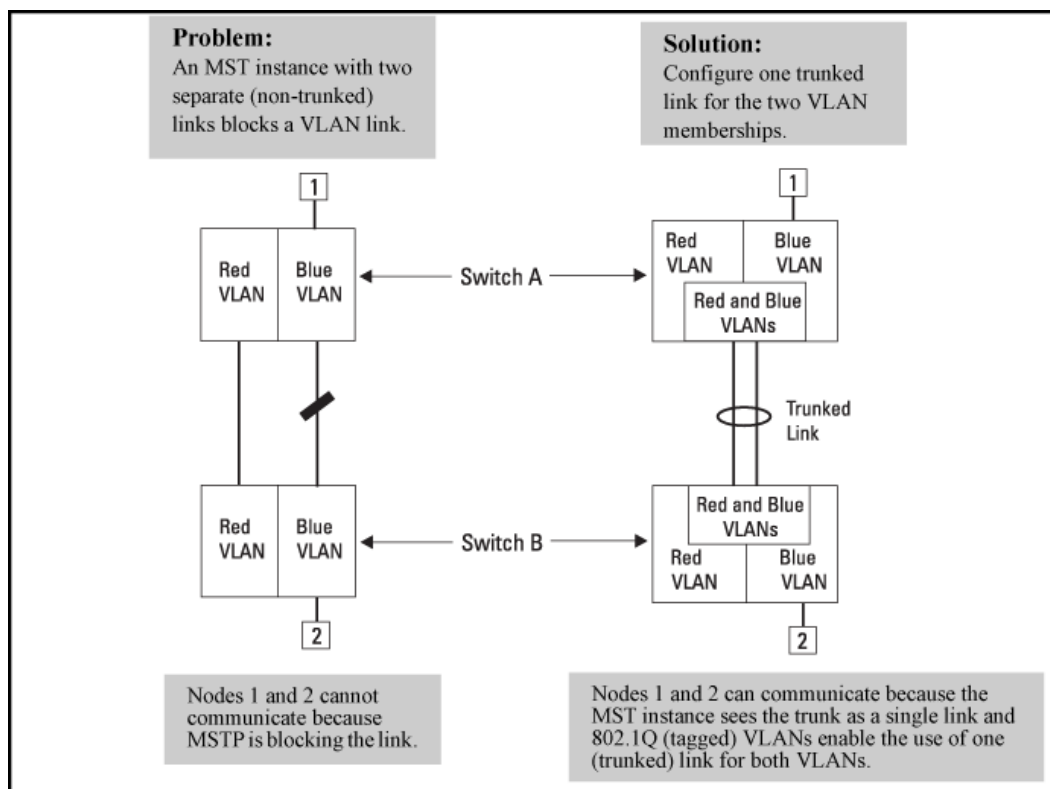 Problem:
An MST instance with two
separate (non-trunked)
links blocks a VLAN link.
Solution:
Configure one trunked
link for the two VLAN
memberships.
1
1
Red
VLAN
Blue
VLAN
Switch A
Red
VLAN
Blue
VLAN
Red and Blue
VLANs
Trunked
Link
Red
VLAN
Blue
VLAN
Switch B
Red and Blue
VLANs
Red
VLAN
Blue
VLAN
2
2
Nodes 1 and 2 cannot
communicate because
MSTP is blocking the link.
Nodes 1 and 2 can communicate because the
MST instance sees the trunk as a single link and
802.1Q (tagged) VLANs enable the use of one
(trunked) link for both VLANs.